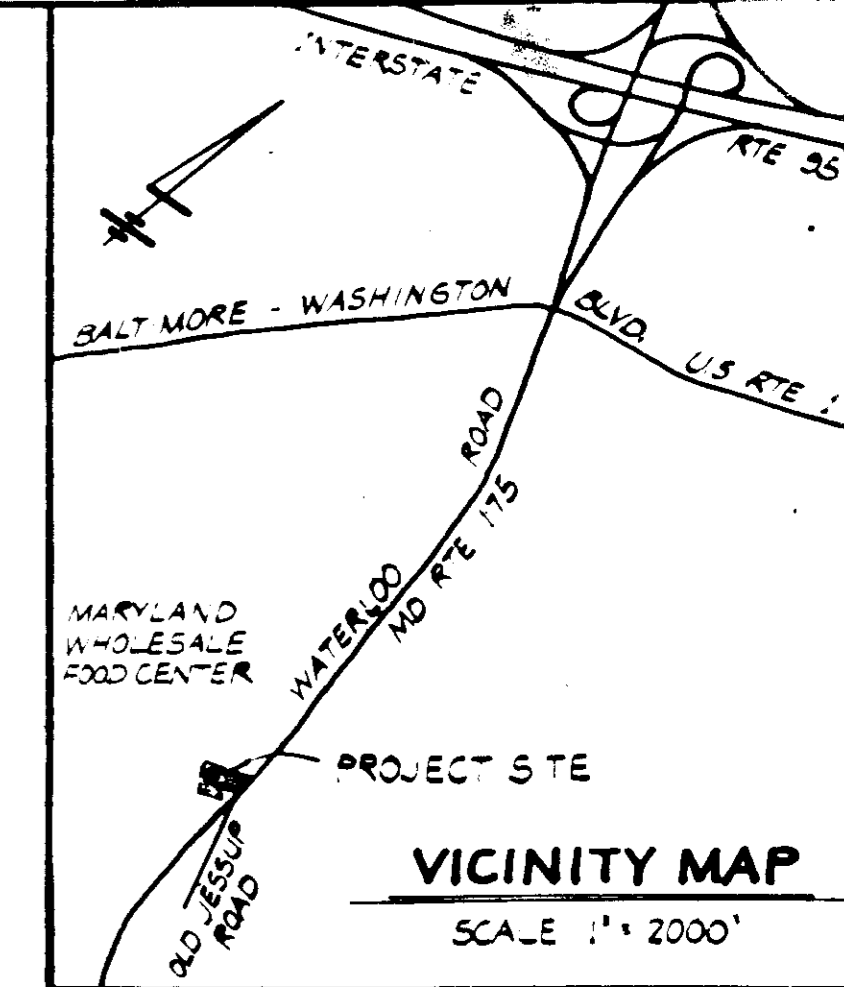 INTERSTATE
RTE 95
BALTIMORE - WASHINGTON
BLVD.
U.S RTE 1
WATERLOO ROAD
MD RTE 175
MARYLAND
WHOLESALE
FOOD CENTER
PROJECT SITE
OLD JESSUP
ROAD
VICINITY MAP
SCALE 1" = 2000'